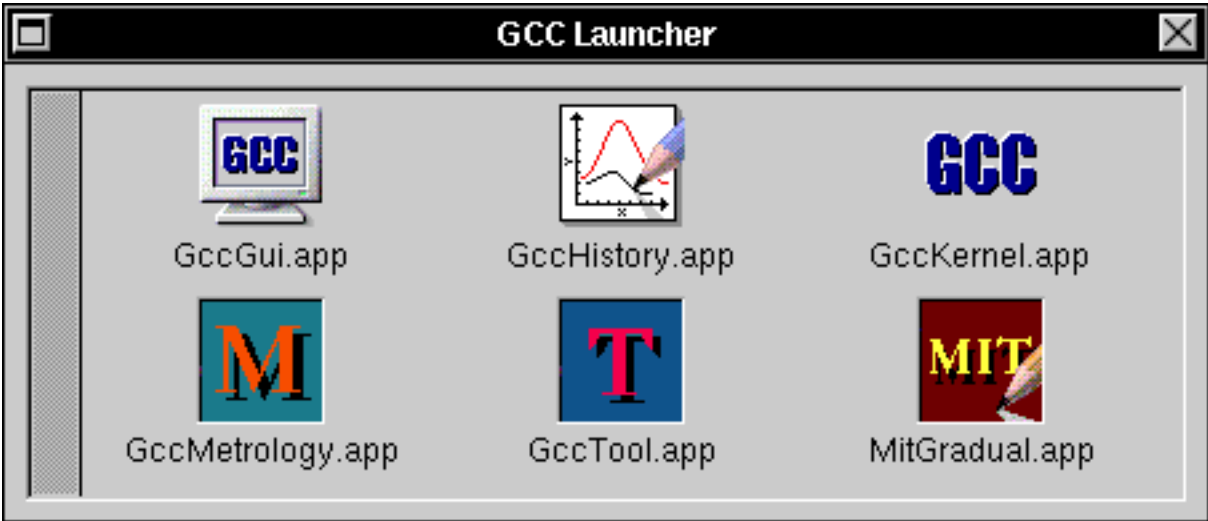 GCC Launcher
GCC
Y
X
GCC
GccGui.app
GccHistory.app
GccKernel.app
M
T
MIT
GccMetrology.app
GccTool.app
MitGradual.app